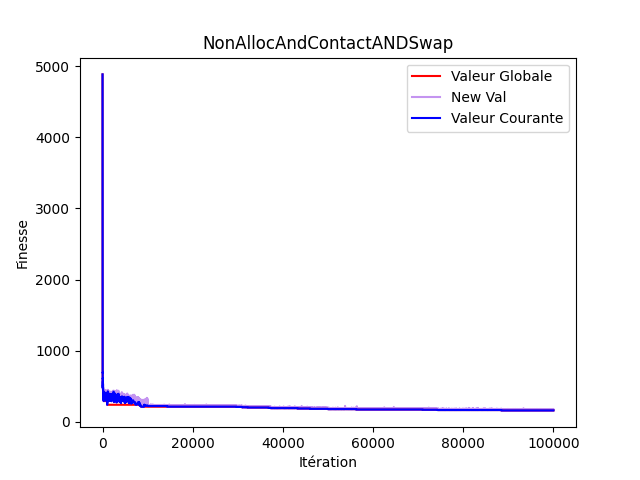 NonAllocAndContactANDSwap
Valeur Globale
New Val
Valeur Courante
Finesse
5000
4000
3000
2000
1000
0
0 20000 40000 60000 80000 100000
Itération